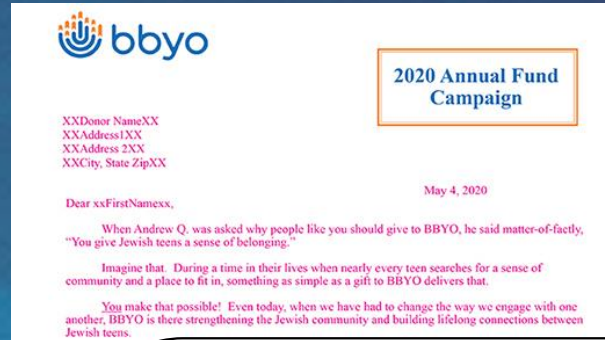 bbyo
2020 Annual Fund
Campaign
XXDonor NameXX
XXAddress1XX
XXAddress 2XX
XXCity, State ZipXX
May 4, 2020
Dear xxFirstNamexx,
When Andrew Q. was asked why people like you should give to BBYO, he said matter-of-factly,
“You give Jewish teens a sense of belonging.”
Imagine that.  During a time in their lives when nearly every teen searches for a sense of
community and a place to fit in, something as simple as a gift to BBYO delivers that.
You make that possible!  Even today, when we have had to change the way we engage with one
another, BBYO is there strengthening the Jewish community and building lifelong connections between
Jewish teens.